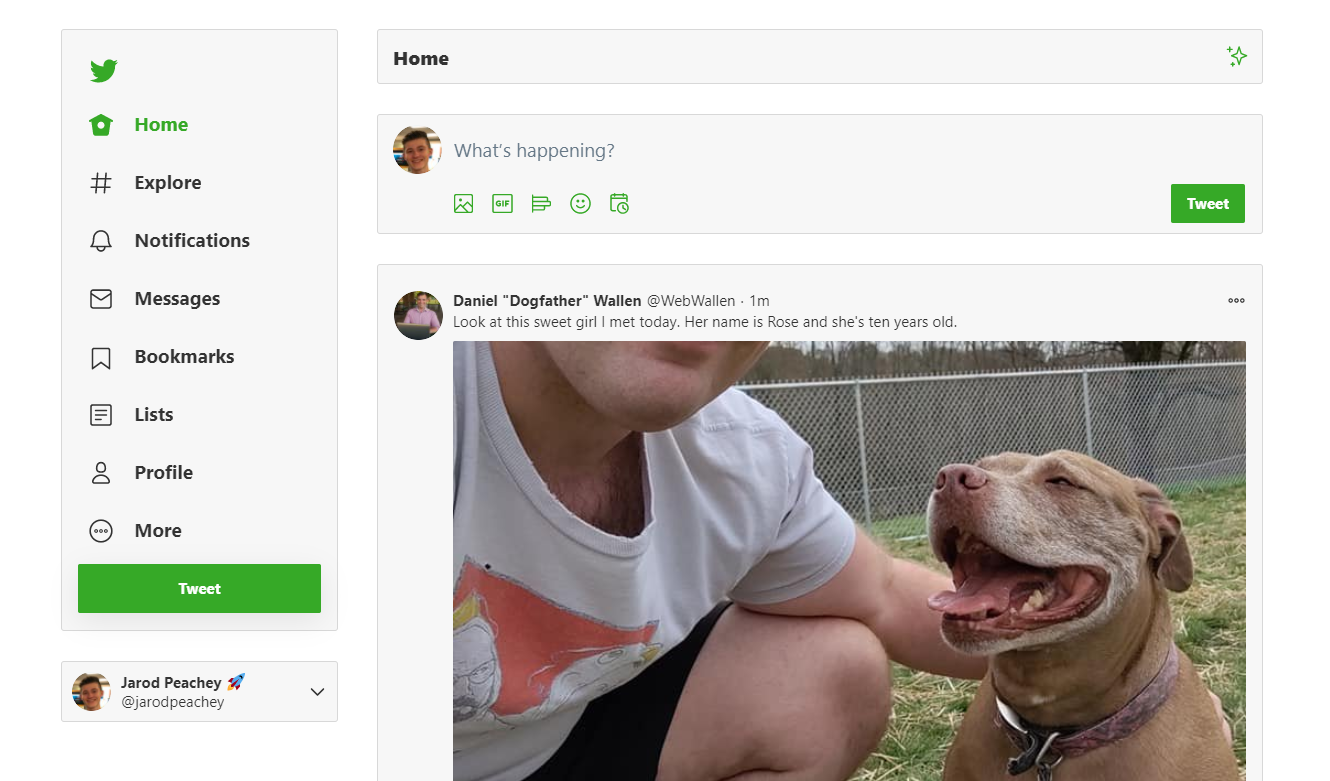 Home
Explore
Notifications
Messages
Bookmarks
Lists
Profile
More
Tweet
Jarod Peachey 🚀
@jarodpeachey
Home
What's happening?
GIF
Tweet
Daniel "Dogfather" Wallen @WebWallen · 1m
Look at this sweet girl I met today. Her name is Rose and she's ten years old.